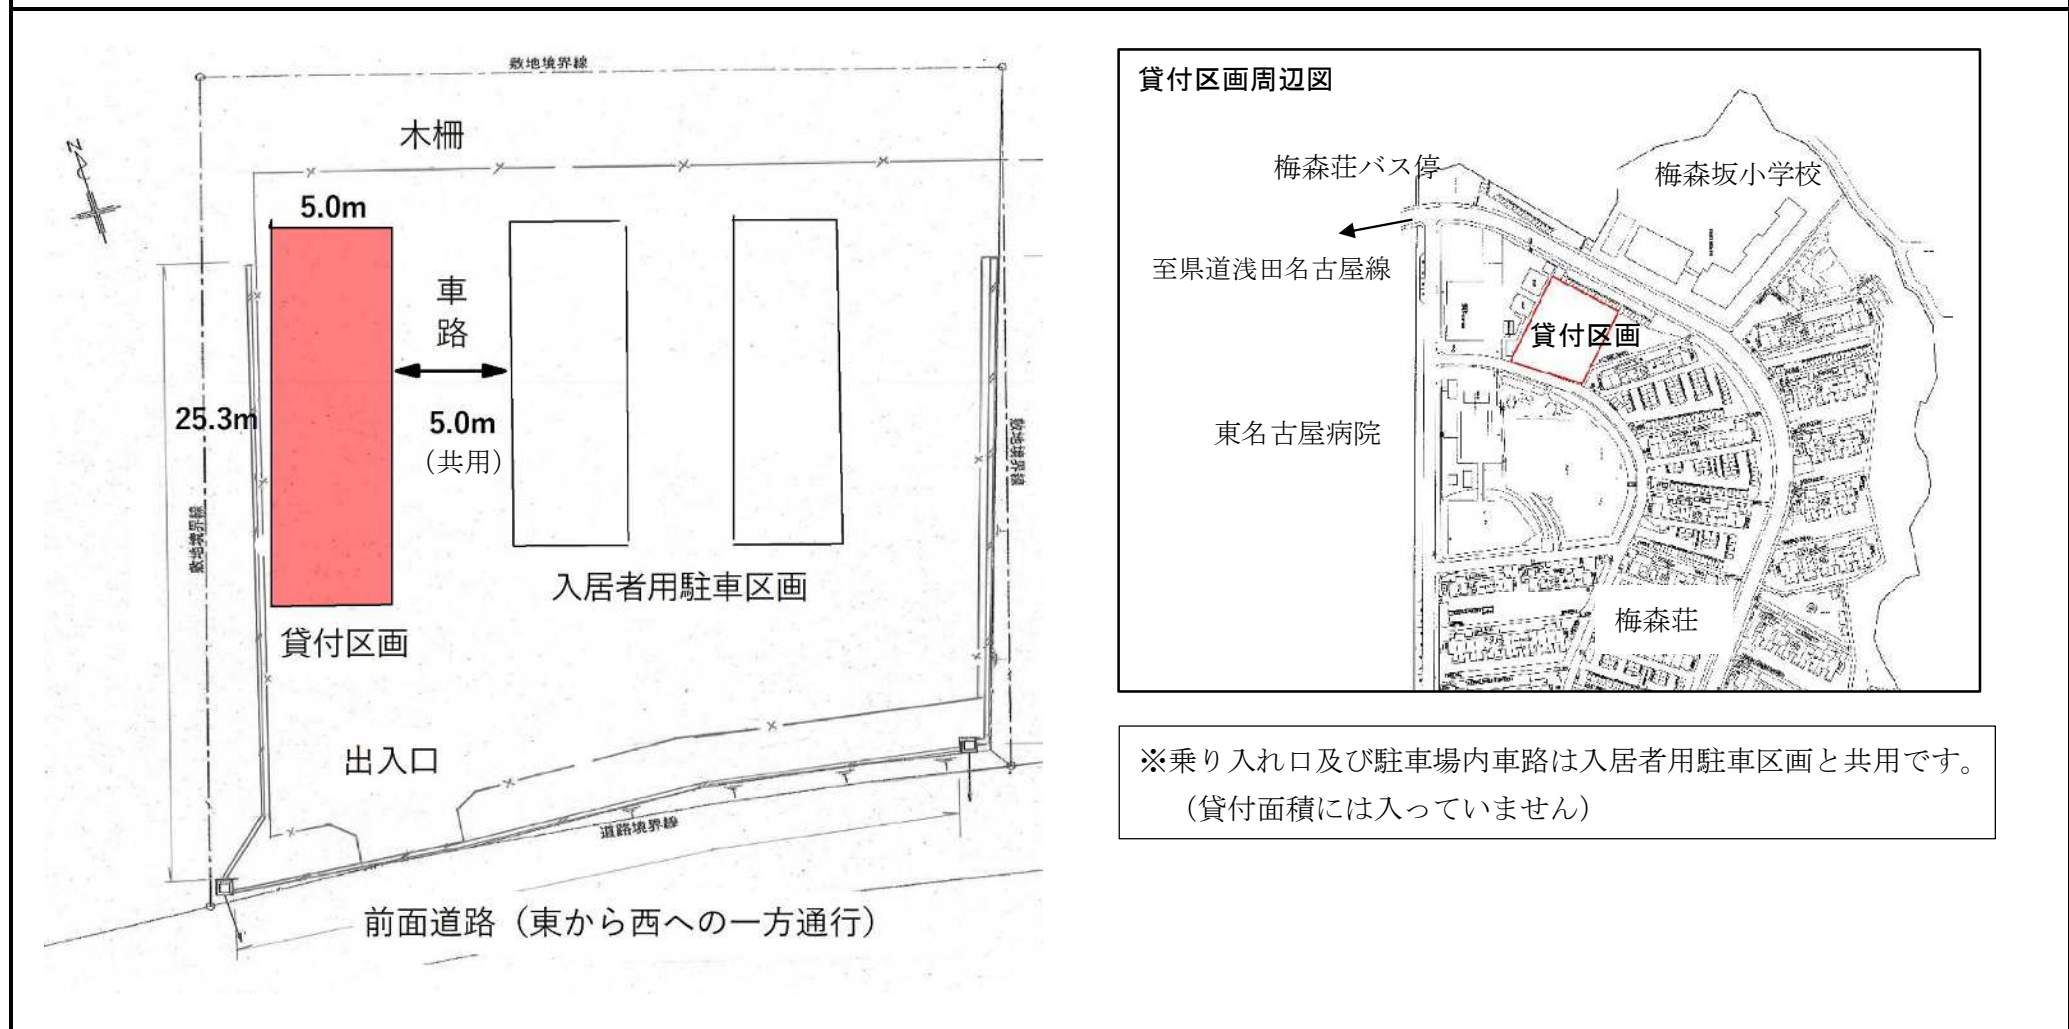 敷地境界線
木柵
N
5.0m
車
路
25.3m
5.0m
（共用）
敷地境界線
敷地境界線
入居者用駐車区画
貸付区画
出入口
道路境界線
前面道路（東から西への一方通行）
貸付区画周辺図
梅森荘バス停
梅森坂小学校
至県道浅田名古屋線
貸付区画
東名古屋病院
梅森荘
※乗り入れ口及び駐車場内車路は入居者用駐車区画と共用です。
（貸付面積には入っていません）